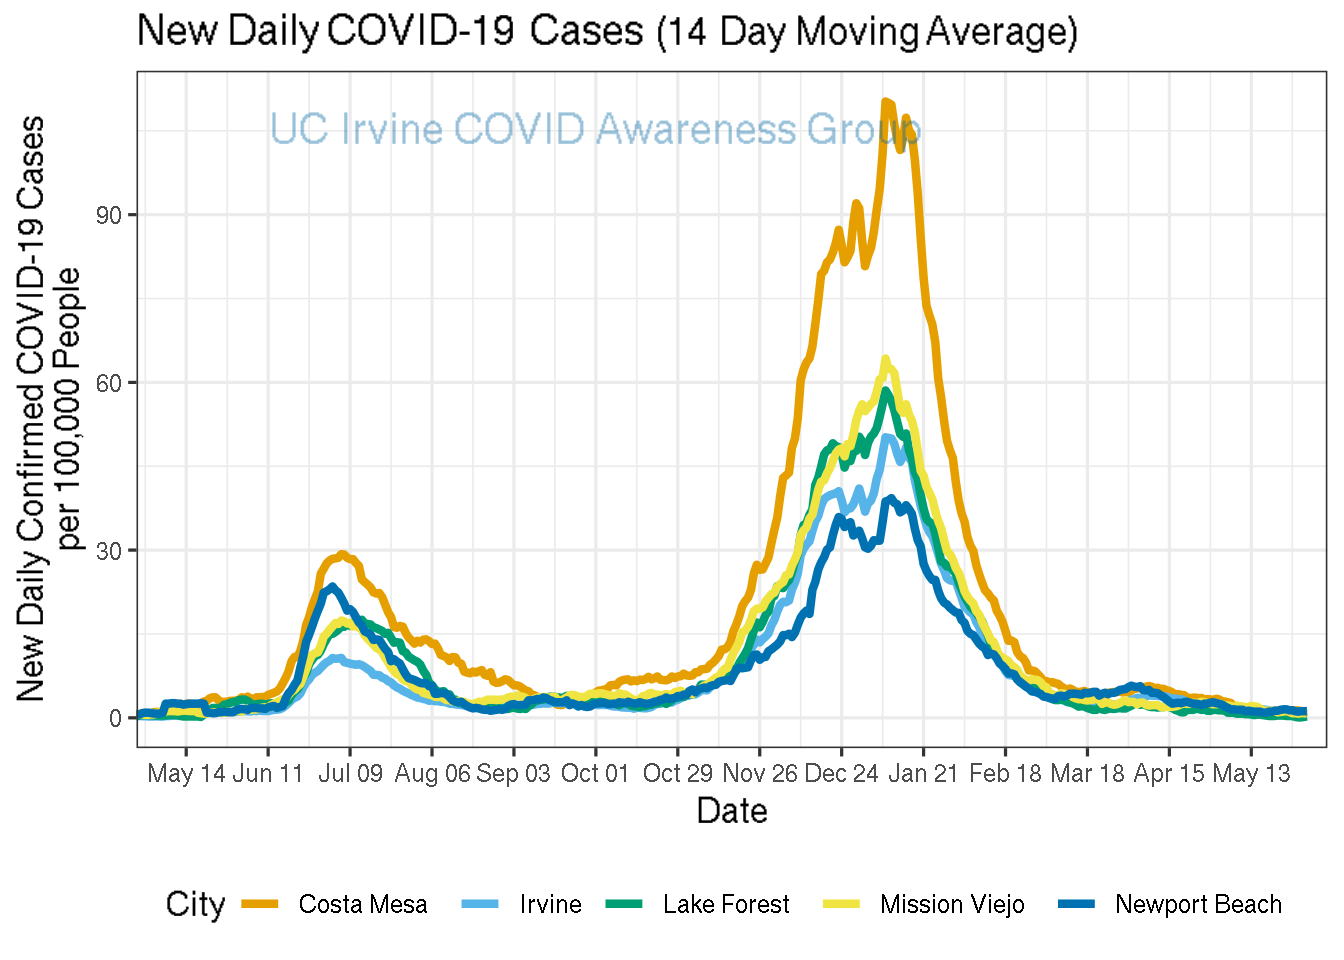 New Daily COVID-19 Cases (14 Day Moving Average)
UC Irvine COVID Awareness Group
New Daily Confirmed COVID-19 Cases
per 100,000 People
90
60
30
0
May 14 Jun 11 Jul 09 Aug 06 Sep 03 Oct 01 Oct 29 Nov 26 Dec 24 Jan 21 Feb 18 Mar 18 Apr 15 May 13
Date
City Costa Mesa Irvine Lake Forest Mission Viejo Newport Beach